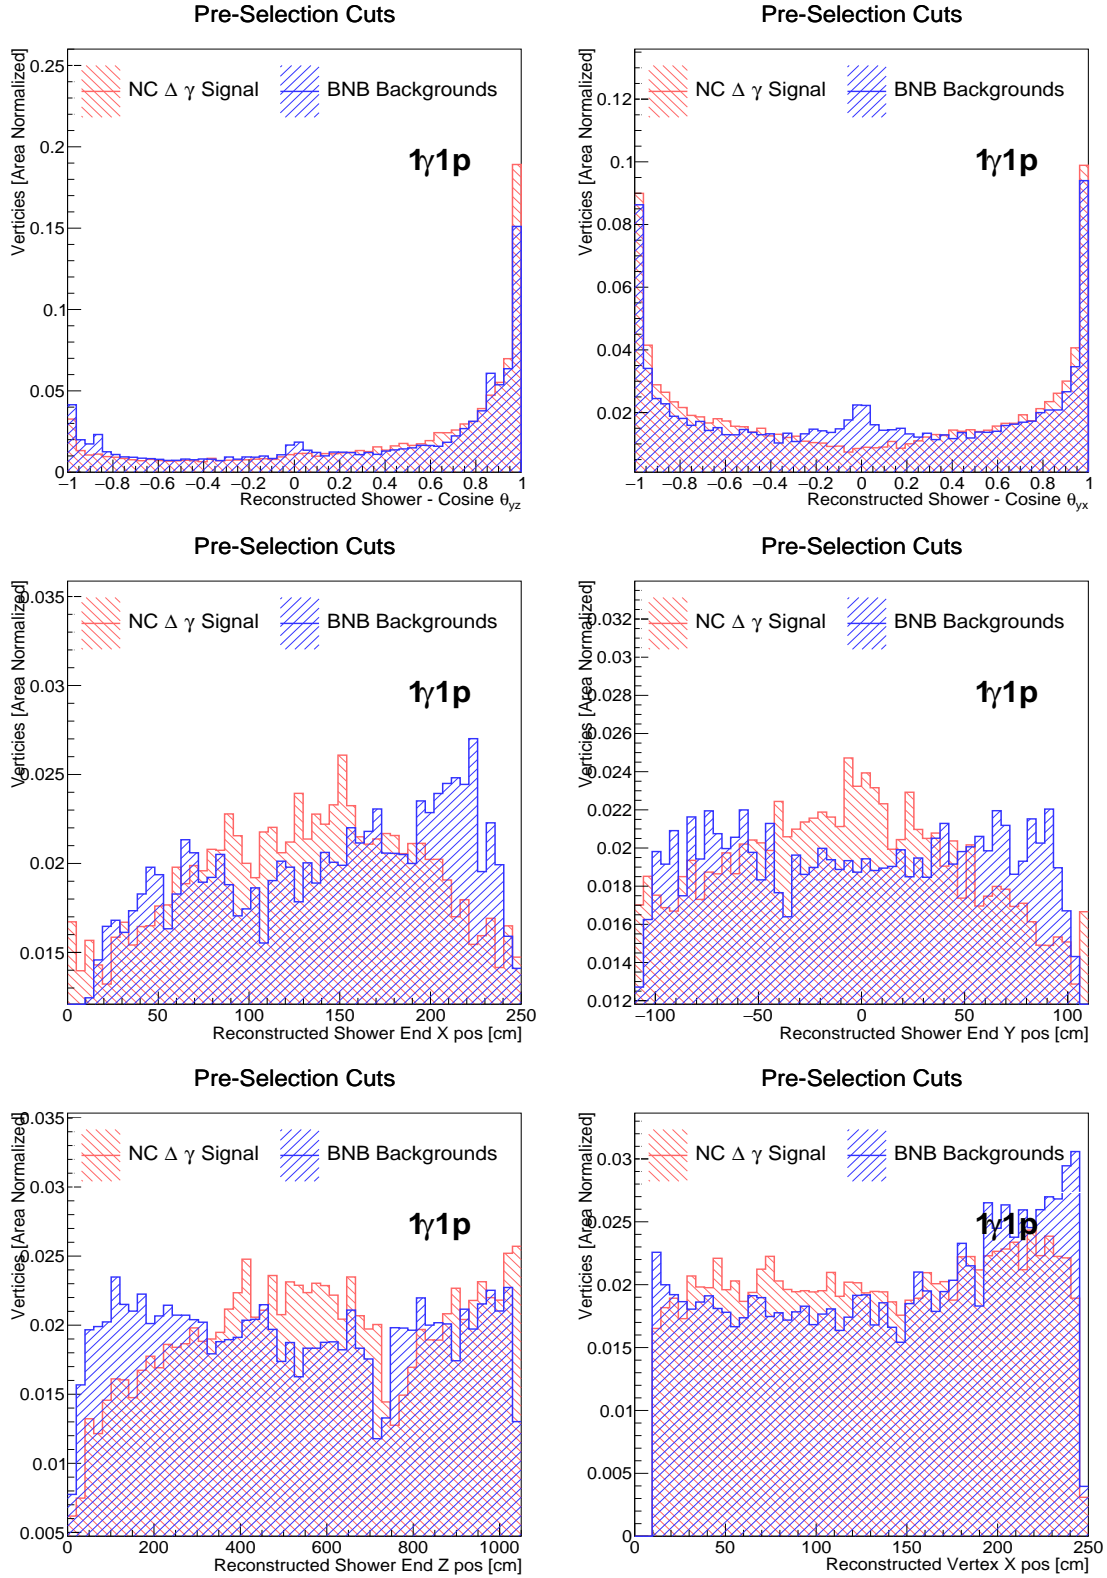 Pre-Selection Cuts
Verticies [Area Normalized]
0.25
0.2
0.15
0.1
0.05
0
NC Δ γ Signal
BNB Backgrounds
1γ1p
−1 −0.8 −0.6 −0.4 −0.2 0 0.2 0.4 0.6 0.8 1
Reconstructed Shower - Cosine θyz
Pre-Selection Cuts
Verticies [Area Normalized]
0.12
0.1
0.08
0.06
0.04
0.02
NC Δ γ Signal
BNB Backgrounds
1γ1p
−1 −0.8 −0.6 −0.4 −0.2 0 0.2 0.4 0.6 0.8 1
Reconstructed Shower - Cosine θyx
Pre-Selection Cuts
Verticies [Area Normalized]
0.035
0.03
0.025
0.02
0.015
NC Δ γ Signal
BNB Backgrounds
1γ1p
0 50 100 150 200 250
Reconstructed Shower End X pos [cm]
Pre-Selection Cuts
Verticies [Area Normalized]
0.032
0.03
0.028
0.026
0.024
0.022
0.02
0.018
0.016
0.014
0.012
NC Δ γ Signal
BNB Backgrounds
1γ1p
−100 −50 0 50 100
Reconstructed Shower End Y pos [cm]
Pre-Selection Cuts
Verticies [Area Normalized]
0.035
0.03
0.025
0.02
0.015
0.01
0.005
NC Δ γ Signal
BNB Backgrounds
1γ1p
0 200 400 600 800 1000
Reconstructed Shower End Z pos [cm]
Pre-Selection Cuts
Verticies [Area Normalized]
0.03
0.025
0.02
0.015
0.01
0.005
0
NC Δ γ Signal
BNB Backgrounds
1γ1p
0 50 100 150 200 250
Reconstructed Vertex X pos [cm]